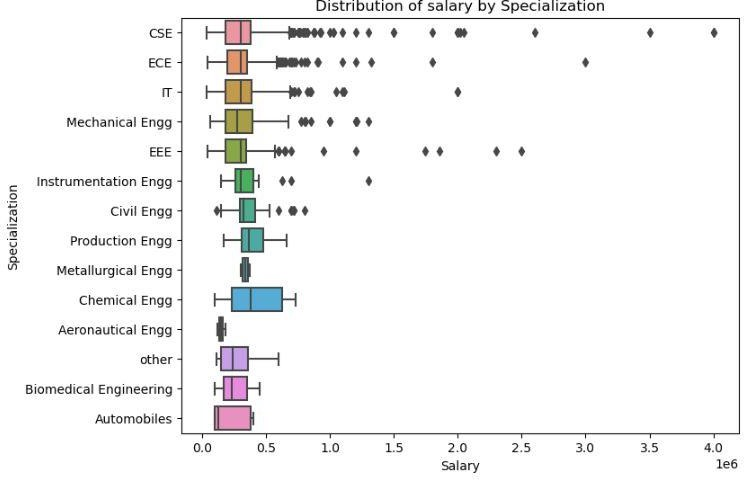 Distribution of salary by Specialization
CSE
ECE
IT
Mechanical Engg
EEE
Instrumentation Engg
Civil Engg
Production Engg
Metallurgical Engg
Chemical Engg
Aeronautical Engg
other
Biomedical Engineering
Automobiles
Specialization
0.0 0.5 1.0 1.5 2.0 2.5 3.0 3.5 4.0
1e6
Salary